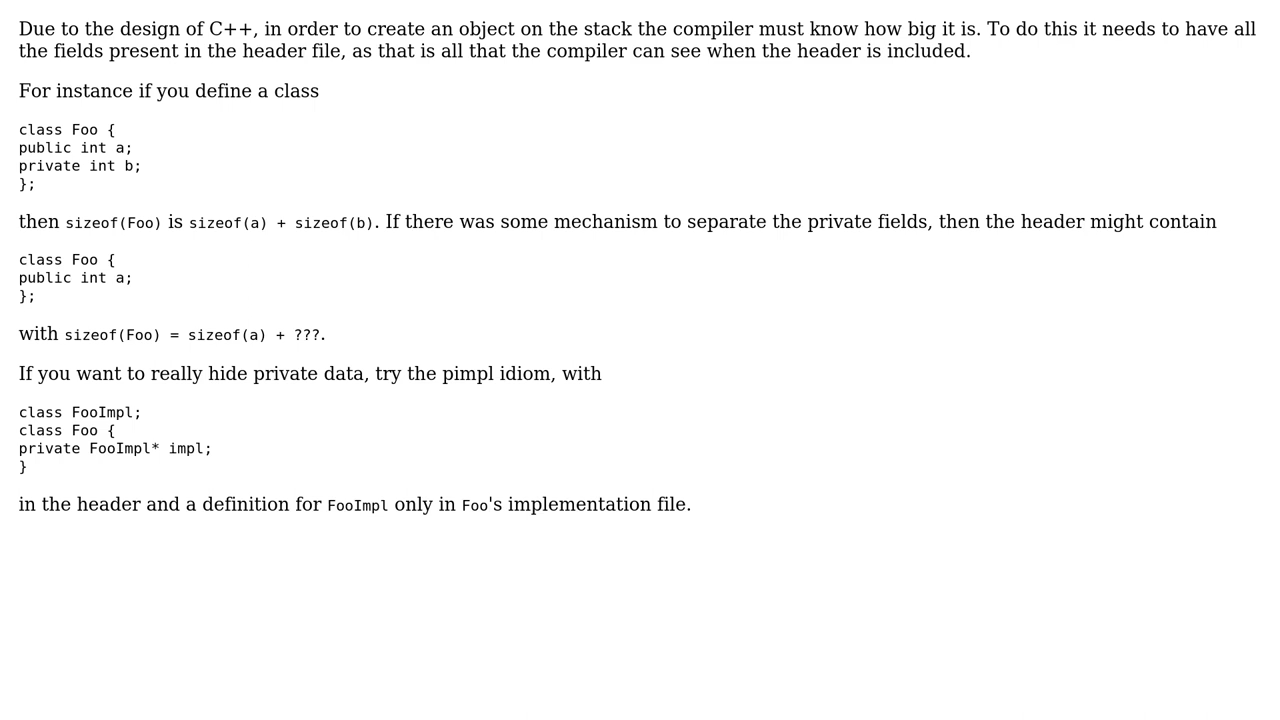 Due to the design of C++, in order to create an object on the stack the compiler must know how big it is. To do this it needs to have all
the fields present in the header file, as that is all that the compiler can see when the header is included.
For instance if you define a class
class Foo {
public int a;
private int b;
};
then sizeof(Foo) is sizeof(a) + sizeof(b). If there was some mechanism to separate the private fields, then the header might contain
class Foo {
public int a;
};
with sizeof(Foo) = sizeof(a) + ???.
If you want to really hide private data, try the pimpl idiom, with
class FooImpl;
class Foo {
private FooImpl* impl;
}
in the header and a definition for FooImpl only in Foo's implementation file.